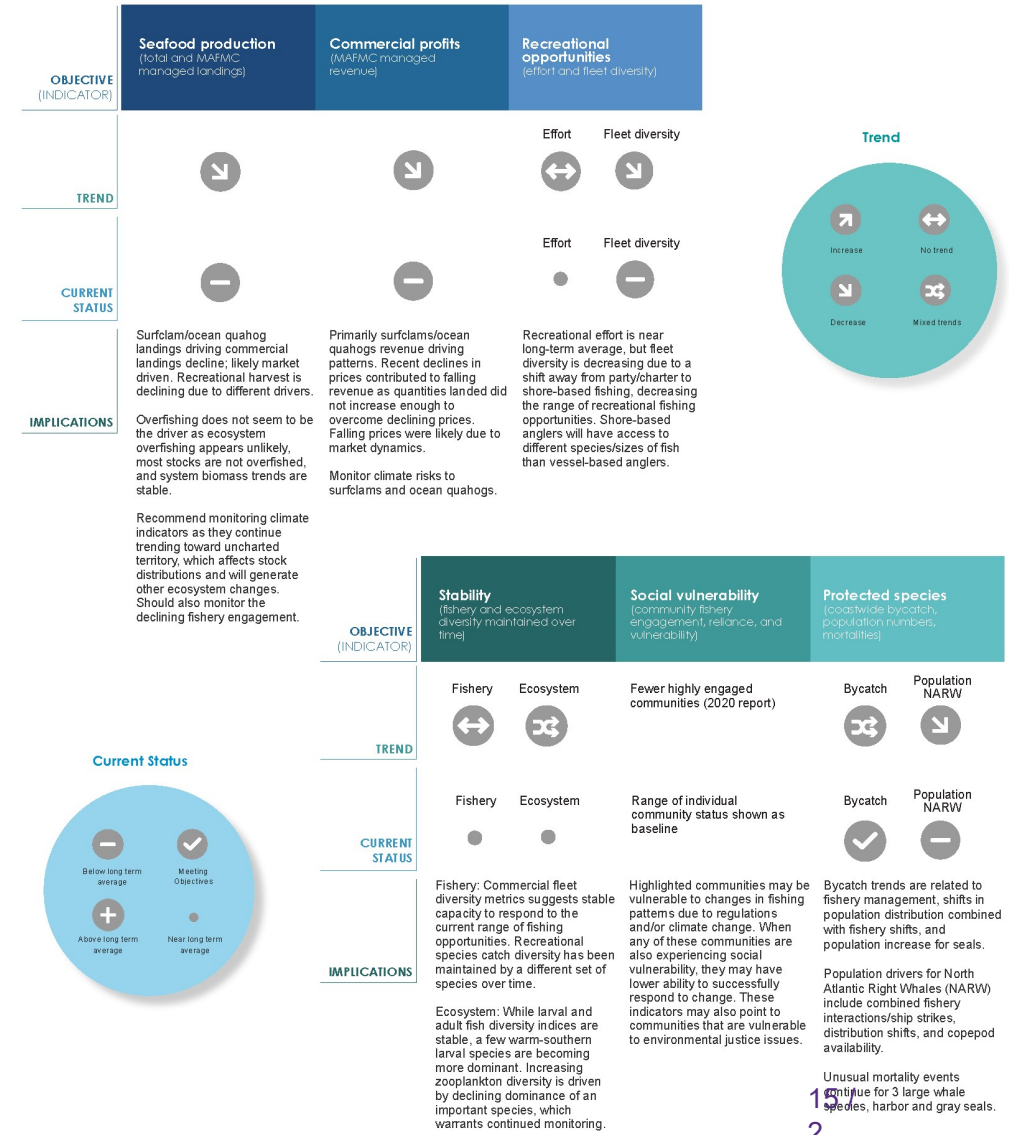 Seafood production
(total and MAFMC
managed landings)
Commercial profits
(MAFMC managed
revenue)
Recreational
opportunities
(effort and fleet diversity)
OBJECTIVE
(INDICATOR)
Effort
Fleet diversity
TREND
Effort
Fleet diversity
CURRENT
STATUS
Surfclam/ocean quahog
landings driving commercial
landings decline; likely market
driven. Recreational harvest is
declining due to different drivers.
Overfishing does not seem to be
the driver as ecosystem
overfishing appears unlikely,
most stocks are not overfished,
and system biomass trends are
stable.
Recommend monitoring climate
indicators as they continue
trending toward uncharted
territory, which affects stock
distributions and will generate
other ecosystem changes.
Should also monitor the
declining fishery engagement.
Primarily surfclams/ocean
quahogs revenue driving
patterns. Recent declines in
prices contributed to falling
revenue as quantities landed did
not increase enough to
overcome declining prices.
Falling prices were likely due to
market dynamics.
Monitor climate risks to
surfclams and ocean quahogs.
Recreational effort is near
long-term average, but fleet
diversity is decreasing due to a
shift away from party/charter to
shore-based fishing, decreasing
the range of recreational fishing
opportunities. Shore-based
anglers will have access to
different species/sizes of fish
than vessel-based anglers.
IMPLICATIONS
Trend
Increase
No trend
Decrease
Mixed trends
Stability
(fishery and ecosystem
diversity maintained over
time)
Social vulnerability
(community fishery
engagement, reliance, and
vulnerability)
Protected species
(coastwide bycatch,
population numbers,
mortalities)
OBJECTIVE
(INDICATOR)
Fishery
Ecosystem
Fewer highly engaged
communities (2020 report)
Bycatch
Population
NARW
TREND
Fishery
Ecosystem
Range of individual
community status shown as
baseline
Bycatch
Population
NARW
CURRENT
STATUS
Fishery: Commercial fleet
diversity metrics suggests stable
capacity to respond to the
current range of fishing
opportunities. Recreational
species catch diversity has been
maintained by a different set of
species over time.
Ecosystem: While larval and
adult fish diversity indices are
stable, a few warm-southern
larval species are becoming
more dominant. Increasing
zooplankton diversity is driven
by declining dominance of an
important species, which
warrants continued monitoring.
Highlighted communities may be
vulnerable to changes in fishing
patterns due to regulations
and/or climate change. When
any of these communities are
also experiencing social
vulnerability, they may have
lower ability to successfully
respond to change. These
indicators may also point to
communities that are vulnerable
to environmental justice issues.
Bycatch trends are related to
fishery management, shifts in
population distribution combined
with fishery shifts, and
population increase for seals.
Population drivers for North
Atlantic Right Whales (NARW)
include combined fishery
interactions/ship strikes,
distribution shifts, and copepod
availability.
Unusual mortality events
continue for 3 large whale
species, harbor and gray seals.
IMPLICATIONS
Current Status
Below long term
average
Meeting
Objectives
Above long term
average
Near long term
average
15 /
2